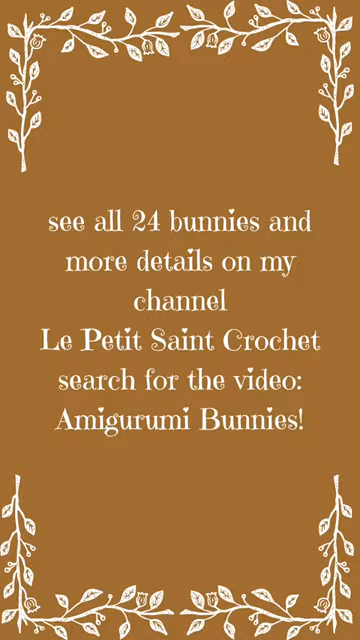 see all 24 bunnies and
more details on my
channel
Le Petit Saint Crochet
search for the video:
Amigurumi Bunnies!